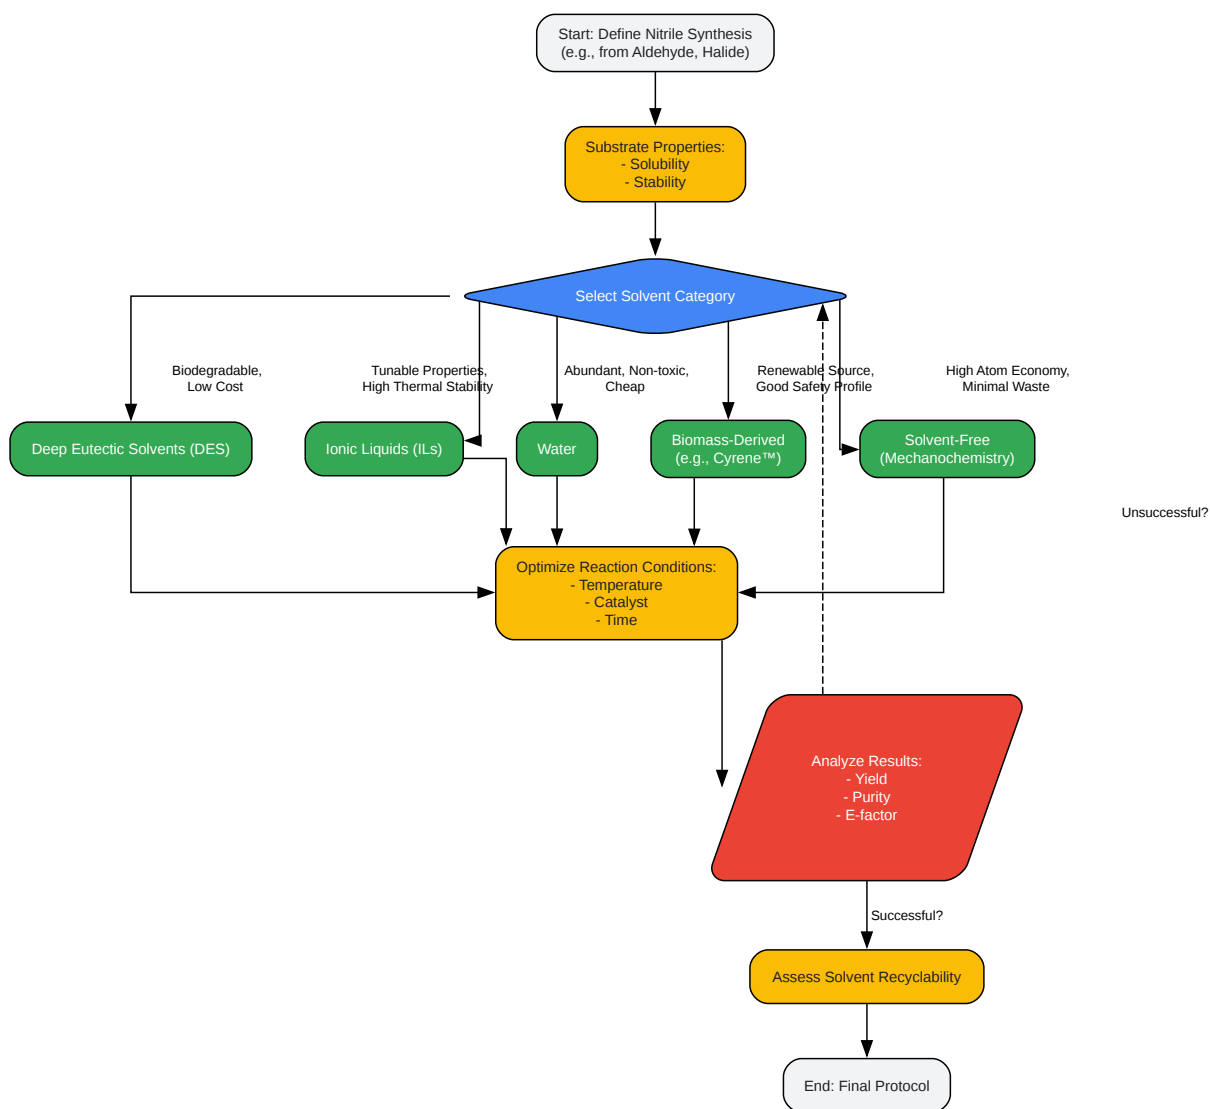 Start: Define Nitrile Synthesis
(e.g., from Aldehyde, Halide)
Substrate Properties:
- Solubility
- Stability
Select Solvent Category
Biodegradable,
Low Cost
Tunable Properties,
High Thermal Stability
Abundant, Non-toxic,
Cheap
Renewable Source,
Good Safety Profile
High Atom Economy,
Minimal Waste
Deep Eutectic Solvents (DES)
Ionic Liquids (ILs)
Water
Biomass-Derived
(e.g., Cyrene™)
Solvent-Free
(Mechanochemistry)
Unsuccessful?
Optimize Reaction Conditions:
- Temperature
- Catalyst
- Time
Analyze Results:
- Yield
- Purity
- E-factor
Successful?
Assess Solvent Recyclability
End: Final Protocol